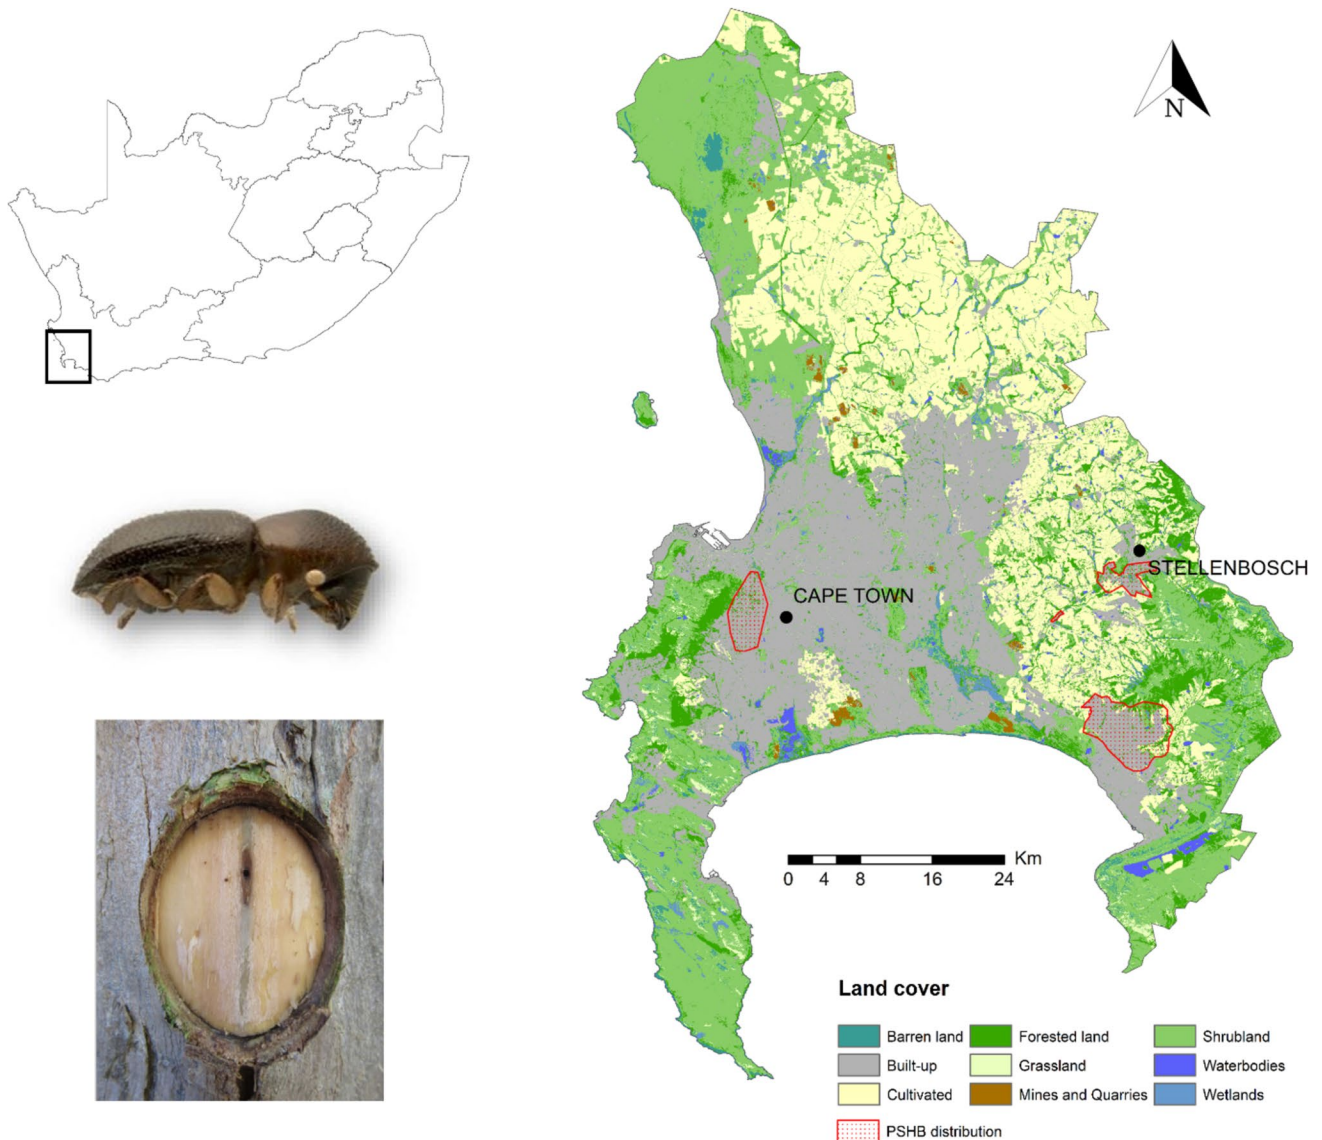 N
STELLENBOSCH
CAPE TOWN
Km
0 4 8 16 24
Land cover
Barren land
Forested land
Shrubland
Built-up
Grassland
Waterbodies
Cultivated
Mines and Quarries
Wetlands
PSHB distribution